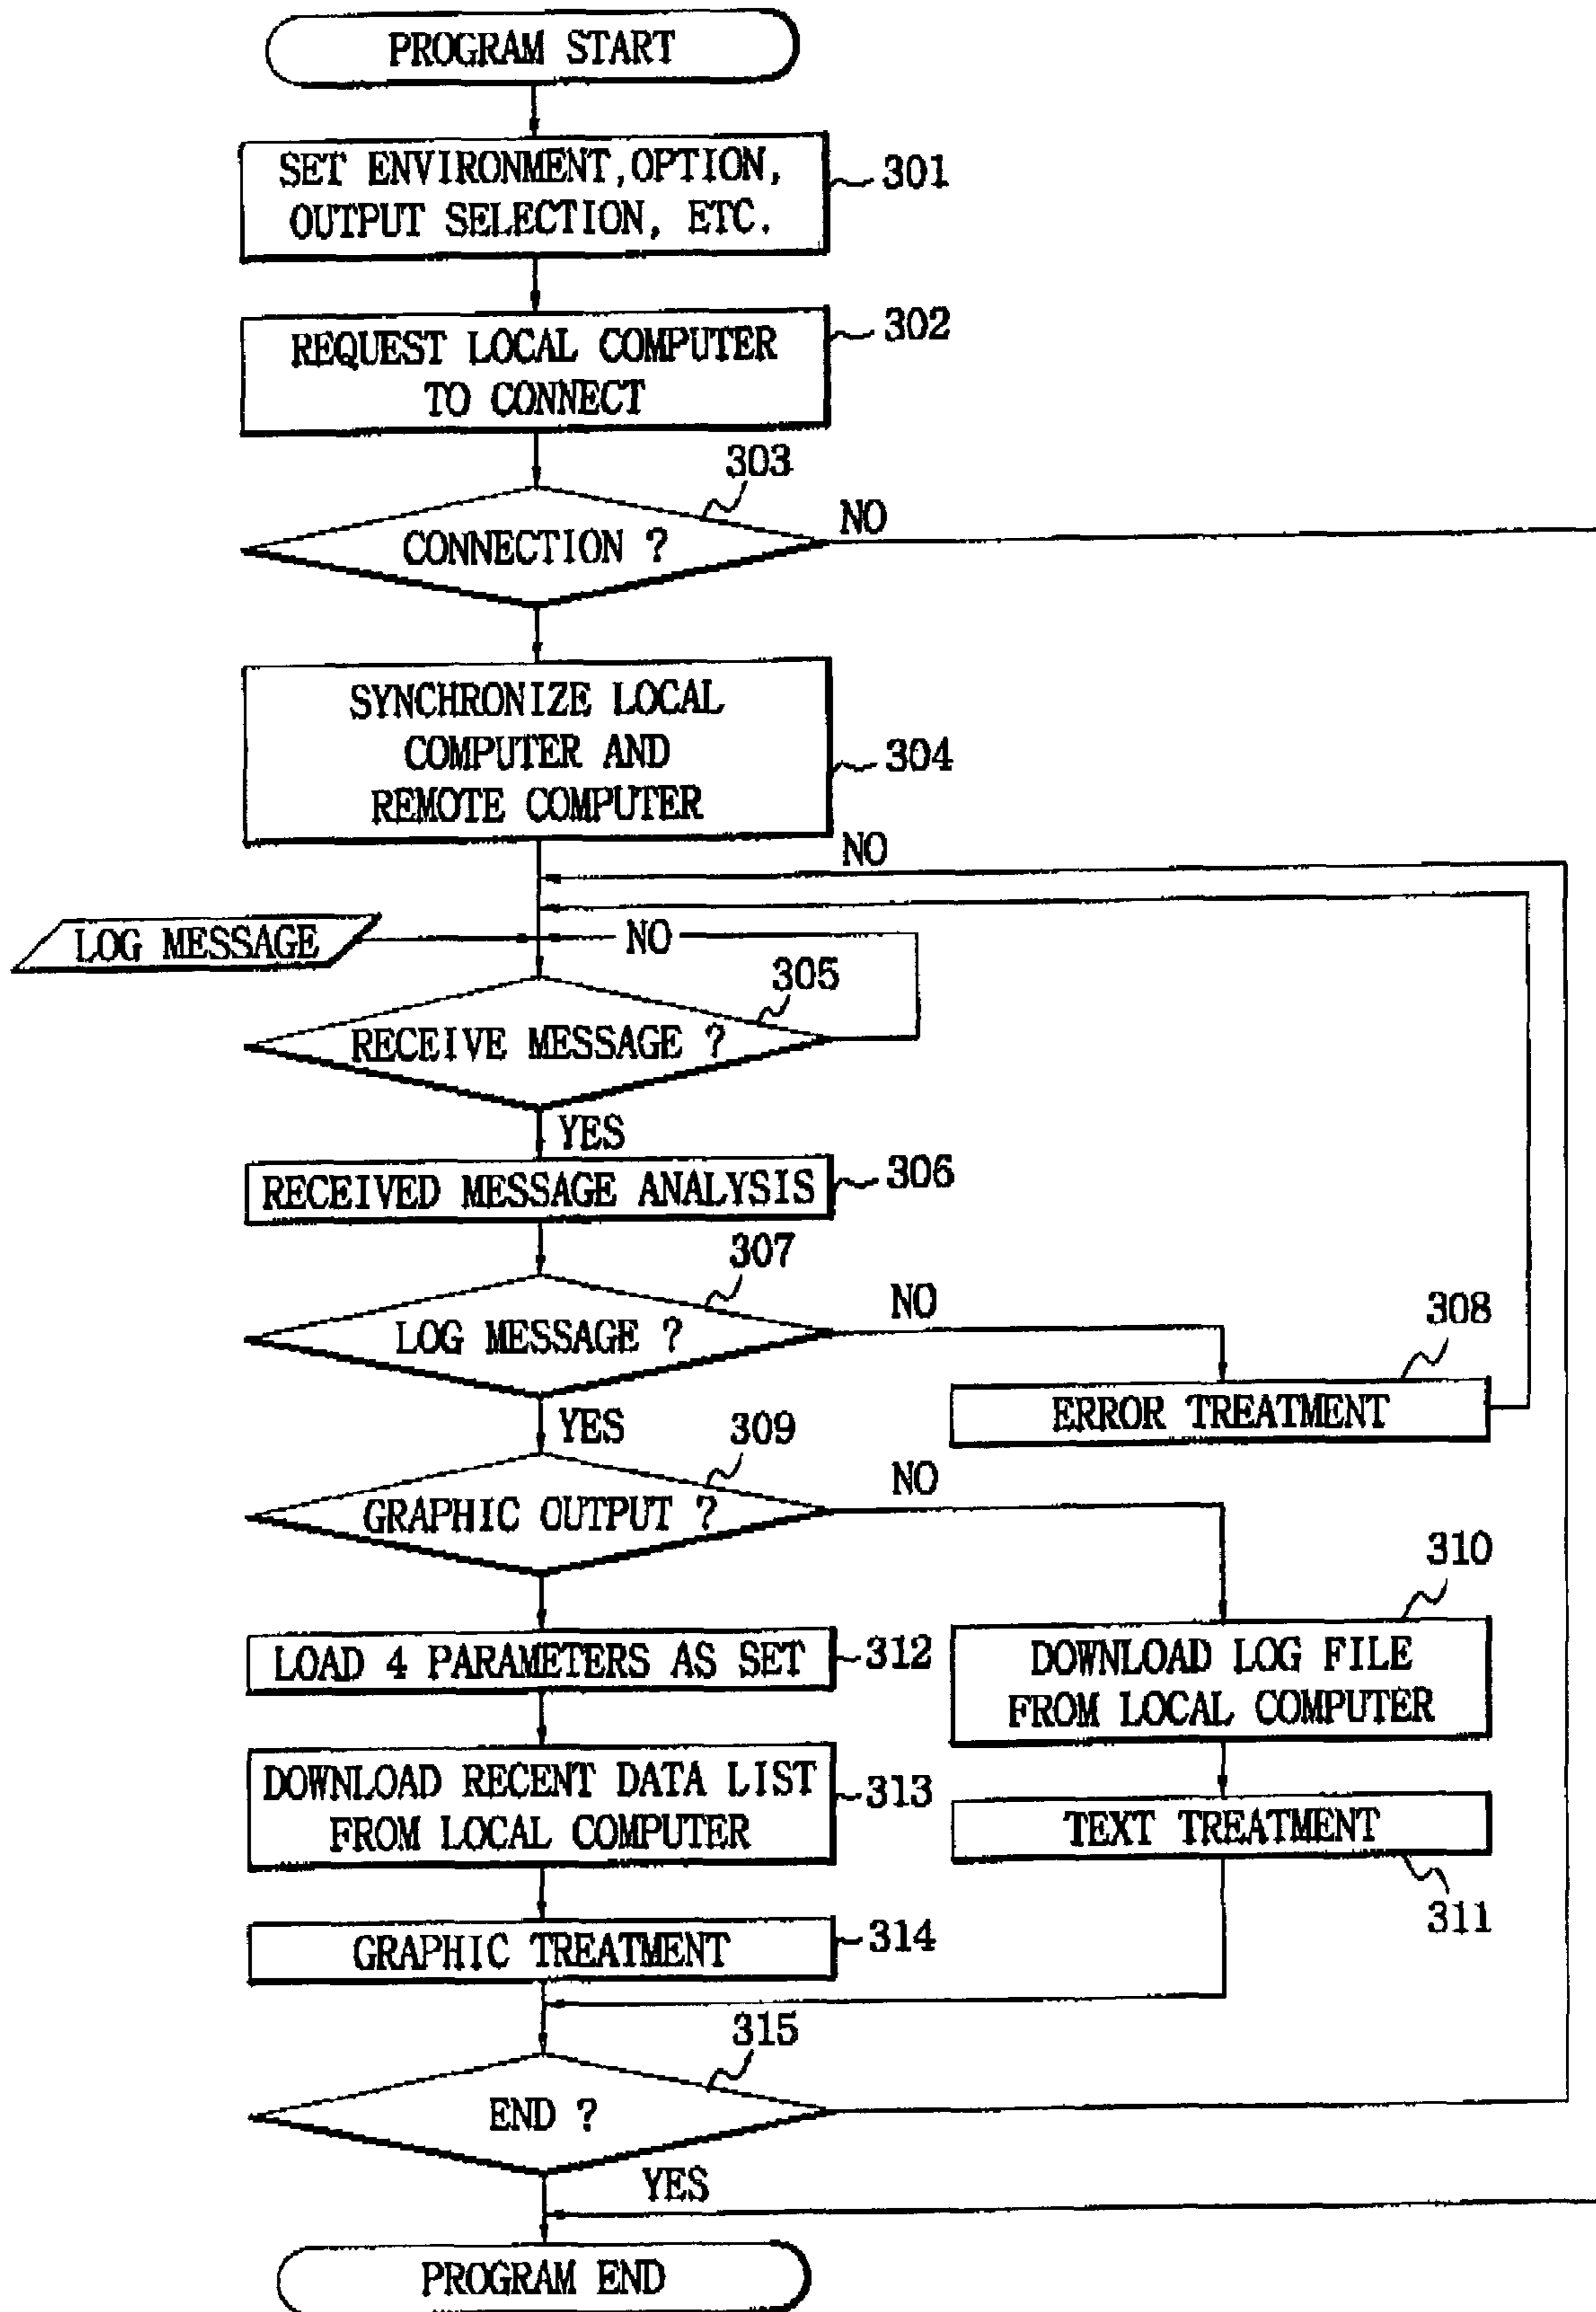 PROGRAM START
SET ENVIRONMENT, OPTION,
OUTPUT SELECTION, ETC.
301
REQUEST LOCAL COMPUTER
TO CONNECT
302
303
CONNECTION ?
NO
SYNCHRONIZE LOCAL
COMPUTER AND
REMOTE COMPUTER
304
NO
LOG MESSAGE
NO
305
RECEIVE MESSAGE ?
YES
RECEIVED MESSAGE ANALYSIS
306
307
LOG MESSAGE ?
NO
308
ERROR TREATMENT
YES
309
GRAPHIC OUTPUT ?
NO
310
LOAD 4 PARAMETERS AS SET
312
DOWNLOAD LOG FILE
FROM LOCAL COMPUTER
DOWNLOAD RECENT DATA LIST
FROM LOCAL COMPUTER
313
TEXT TREATMENT
311
GRAPHIC TREATMENT
314
315
END ?
YES
PROGRAM END